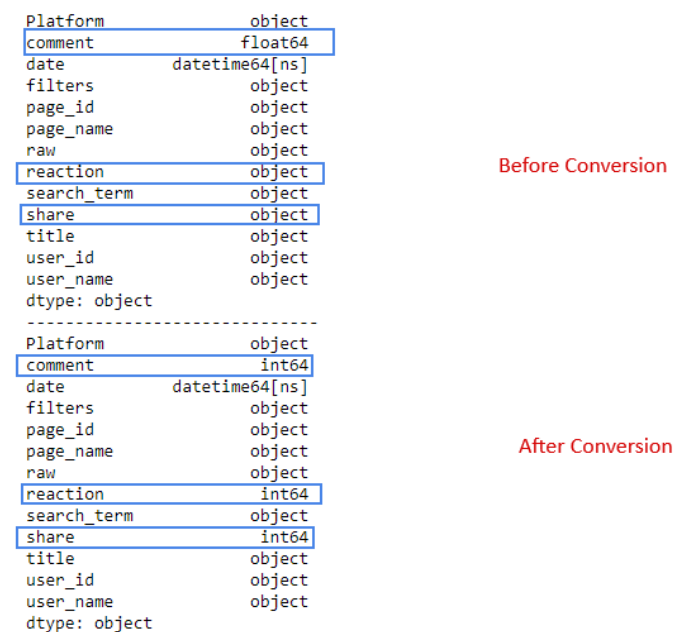 Platform object
comment float64
date datetime64[ns]
filters object
page_id object
page_name object
raw object
reaction object
Before Conversion
search_term object
share object
title object
user_id object
user_name object
dtype: object
------------------------------
Platform object
comment int64
date datetime64[ns]
filters object
page_id object
After Conversion
page_name object
raw object
reaction int64
search_term object
share int64
title object
user_id object
user_name object
dtype: object